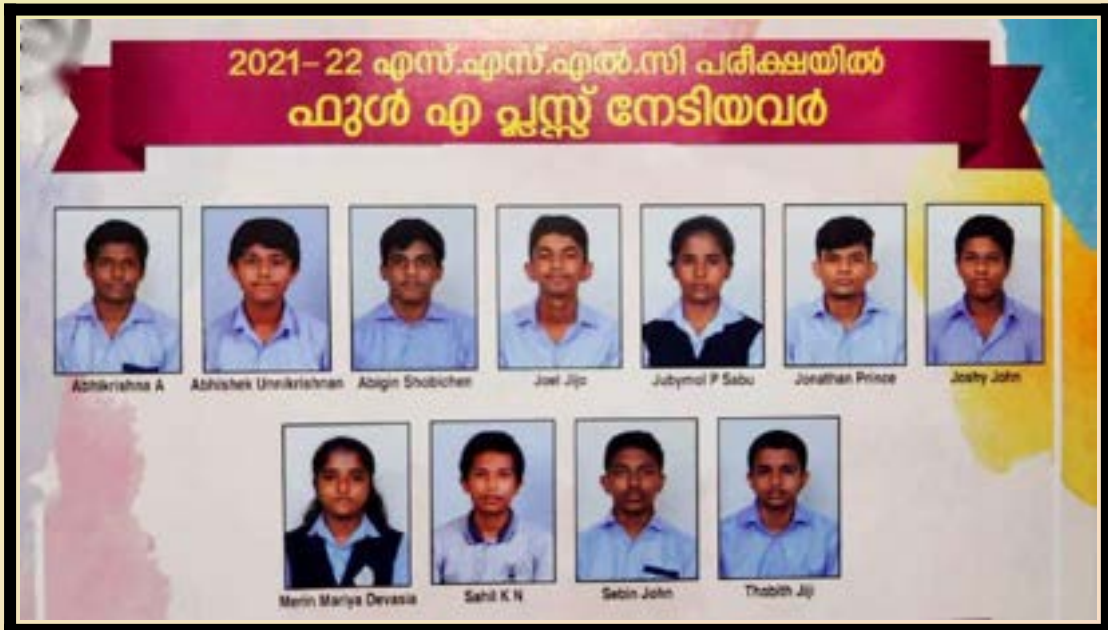 2021-22 എസ്.എസ്.എൽ.സി പരീക്ഷയിൽ
ഫുൾ എ പ്ലസ്സ് നേടിയവർ
Abhikrishna A Abhishek Unnikrishnan Abigin Shobichen Joel Jijo Jubymol P Sabu Jonathan Prince Joshy John
Merin Mariya Devasia Sahil K N Sebin John Thobith Jiji